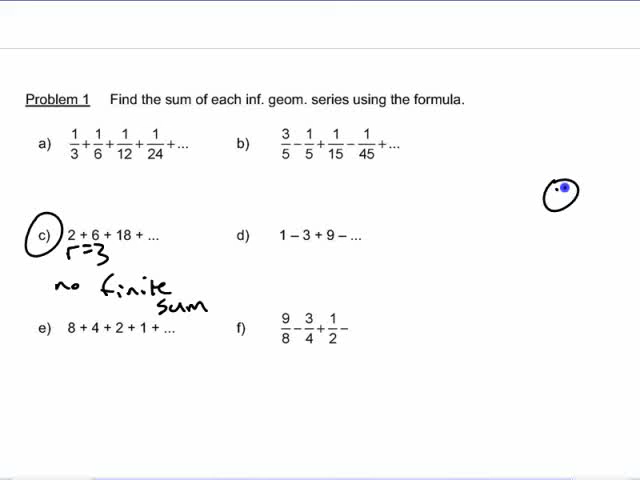 Problem 1 Find the sum of each inf. geom. series using the formula.
a) 1/3 + 1/6 + 1/12 + 1/24 + ... b) 3/5 − 1/5 + 1/15 − 1/45 + ...
c) 2 + 6 + 18 + ... d) 1 – 3 + 9 – ...
r=3
no finite
sum
e) 8 + 4 + 2 + 1 + ... f) 9/8 − 3/4 + 1/2 −